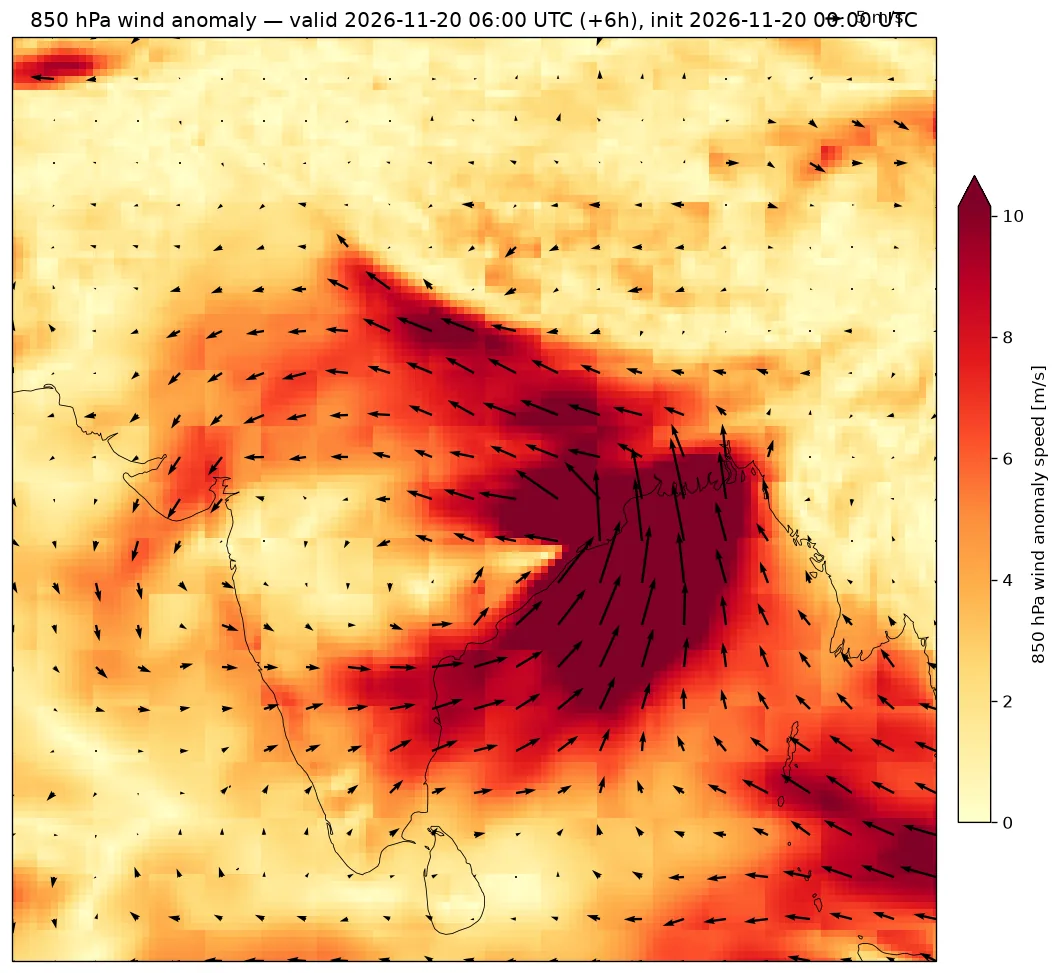 850 hPa wind anomaly — valid 2026-11-20 06:00 UTC (+6h), init 2026-11-20 00:00 UTC
5 m/s
10
8
6
4
2
0
850 hPa wind anomaly speed [m/s]